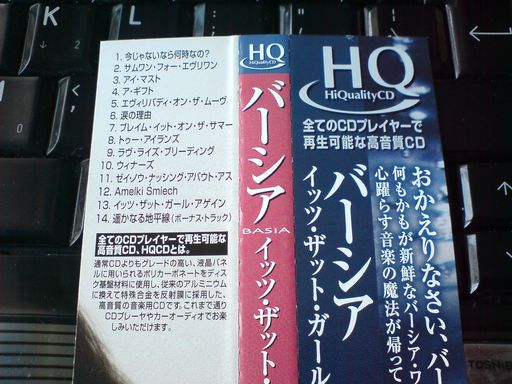 K
L
1. 今じゃないなら何時なの?
2. サムワン・フォー・エヴリワン
3. アイ・マスト
4. ア・ギフト
5. エヴィリバディ・オン・ザ・ムーヴ
6. 涙の理由
7. ブレイム・イット・オン・ザ・サマー
8. トゥー・アイランズ
9. ラヴ・ライズ・ブリーディング
10. ウィナーズ
11. ゼイノウ・ナッシング・アバウト・アス
12. Amelki Smiech
13. イッツ・ザット・ガール・アゲイン
14. 遥かなる地平線 (ボーナス・トラック)
全てのCDプレイヤーで再生可能な
高音質CD、HQCDとは。
通常CDよりもグレードの高い、液晶パネ
ルに用いられるポリカーボネートをディス
ク基盤材料に使用し、従来のアルミニウム
に換えて特殊合金を反射膜に採用した、
高音質の音楽用CDです。これまで通り
CDプレーヤやカーオーディオでお楽
しみいただけます。
HQ
HiQualityCD
バーシア
BASIA
イッツ・ザット・
HQ
HiQualityCD
全てのCDプレイヤーで
再生可能な高音質CD
おかえりなさい、バー
何もかもが新鮮なバーシア・ワ
心躍らす音楽の魔法が帰って
バーシア
イッツ・ザット・ガール
TOSHIB